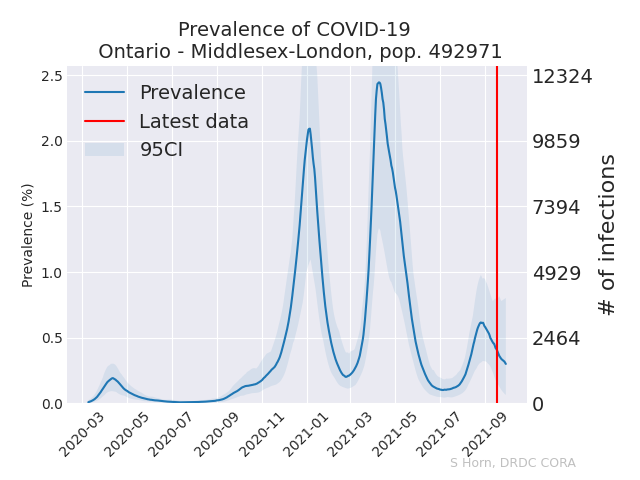 Prevalence of COVID-19
Ontario - Middlesex-London, pop. 492971
Prevalence
Latest data
95CI
Prevalence (%)
2.5
2.0
1.5
1.0
0.5
0.0
12324
9859
7394
4929
2464
0
# of infections
2020-03
2020-05
2020-07
2020-09
2020-11
2021-01
2021-03
2021-05
2021-07
2021-09
S Horn, DRDC CORA